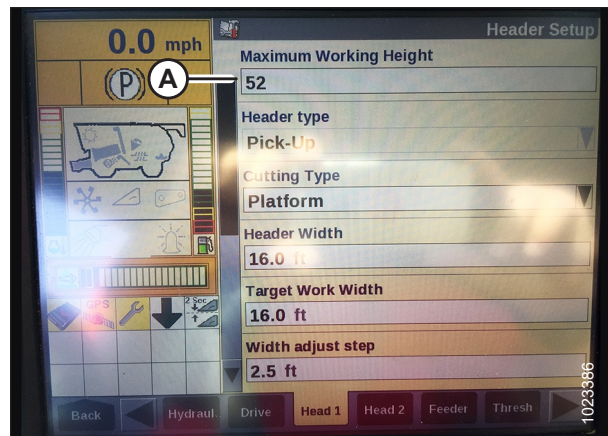 0.0 mph
(P)
A
GPS
2 Sec
Header Setup
Maximum Working Height
52
Header type
Pick-Up
Cutting Type
Platform
Header Width
16.0 ft
Target Work Width
16.0 ft
Width adjust step
2.5 ft
Back
Hydraul..
Drive
Head 1
Head 2
Feeder
Thresh
1023386